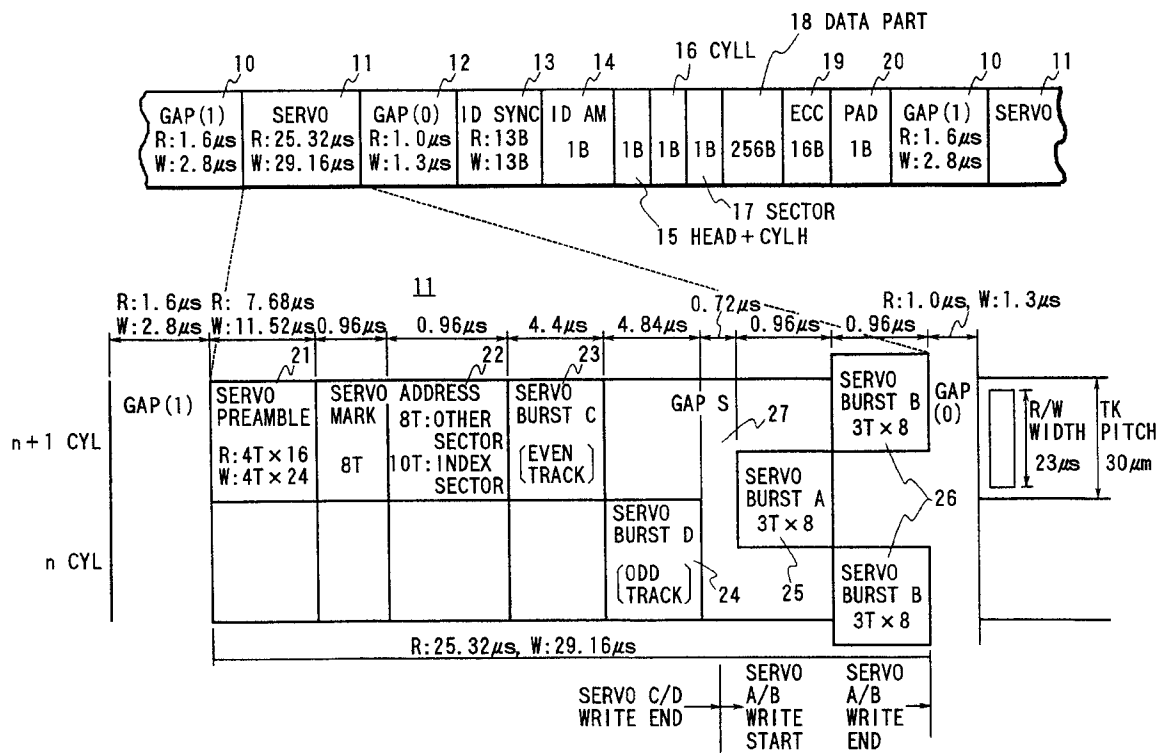 18 DATA PART
16 CYLL
10 11 12 13 14 19 20 10 11
GAP(1) SERVO GAP(0) ID SYNC ID AM ECC PAD GAP(1) SERVO
R:1.6μs R:25.32μs R:1.0μs R:13B 1B 1B 1B 1B 256B 16B 1B R:1.6μs
W:2.8μs W:29.16μs W:1.3μs W:13B W:2.8μs
17 SECTOR
15 HEAD+CYLH
11
R:1.6μs R: 7.68μs 0.72μs R:1.0μs, W:1.3μs
W:2.8μs W:11.52μs 0.96μs 0.96μs 4.4μs 4.84μs 0.96μs 0.96μs
21 22 23
GAP(1)
SERVO
PREAMBLE
R:4T×16
W:4T×24
SERVO
MARK
8T
ADDRESS
8T:OTHER
SECTOR
10T:INDEX
SECTOR
SERVO
BURST C
(EVEN
TRACK)
GAP S
27
SERVO
BURST B
3T×8
GAP
(0)
R/W
WIDTH
23μs
TK
PITCH
30μm
n+1 CYL
SERVO
BURST A
3T×8
26
n CYL
SERVO
BURST D
(ODD
TRACK)
24
25
SERVO
BURST B
3T×8
R:25.32μs, W:29.16μs
SERVO C/D
WRITE END
SERVO
A/B
WRITE
START
SERVO
A/B
WRITE
END